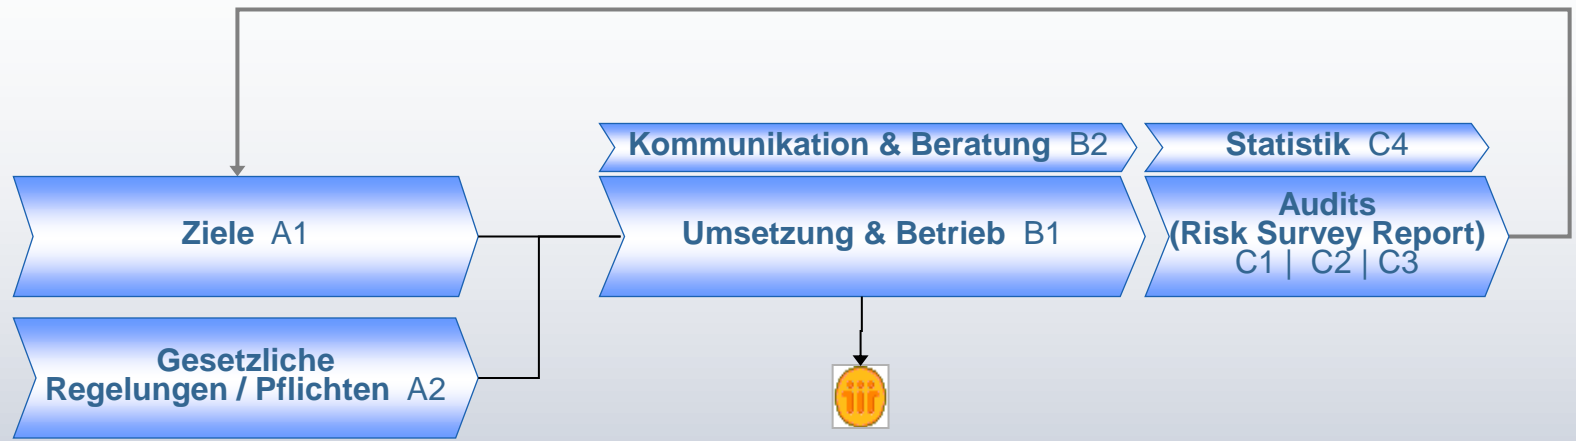 Kommunikation & Beratung B2
Statistik C4
Ziele A1
Umsetzung & Betrieb B1
Audits
(Risk Survey Report)
C1 | C2 | C3
Gesetzliche
Regelungen / Pflichten A2